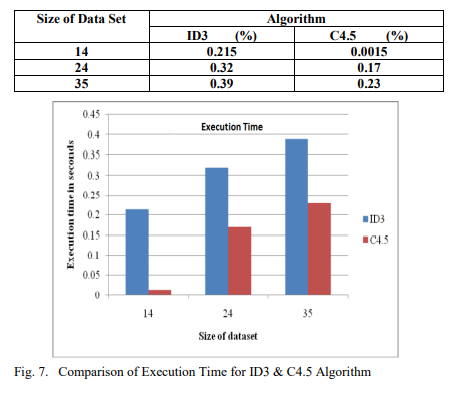 Size of Data Set Algorithm
ID3 (%) C4.5 (%)
14 0.215 0.0015
24 0.32 0.17
35 0.39 0.23
Execution Time
Execution time in seconds
0.45
0.4
0.35
0.3
0.25
0.2
0.15
0.1
0.05
0
14 24 35
Size of dataset
ID3
C4.5
Fig. 7. Comparison of Execution Time for ID3 & C4.5 Algorithm